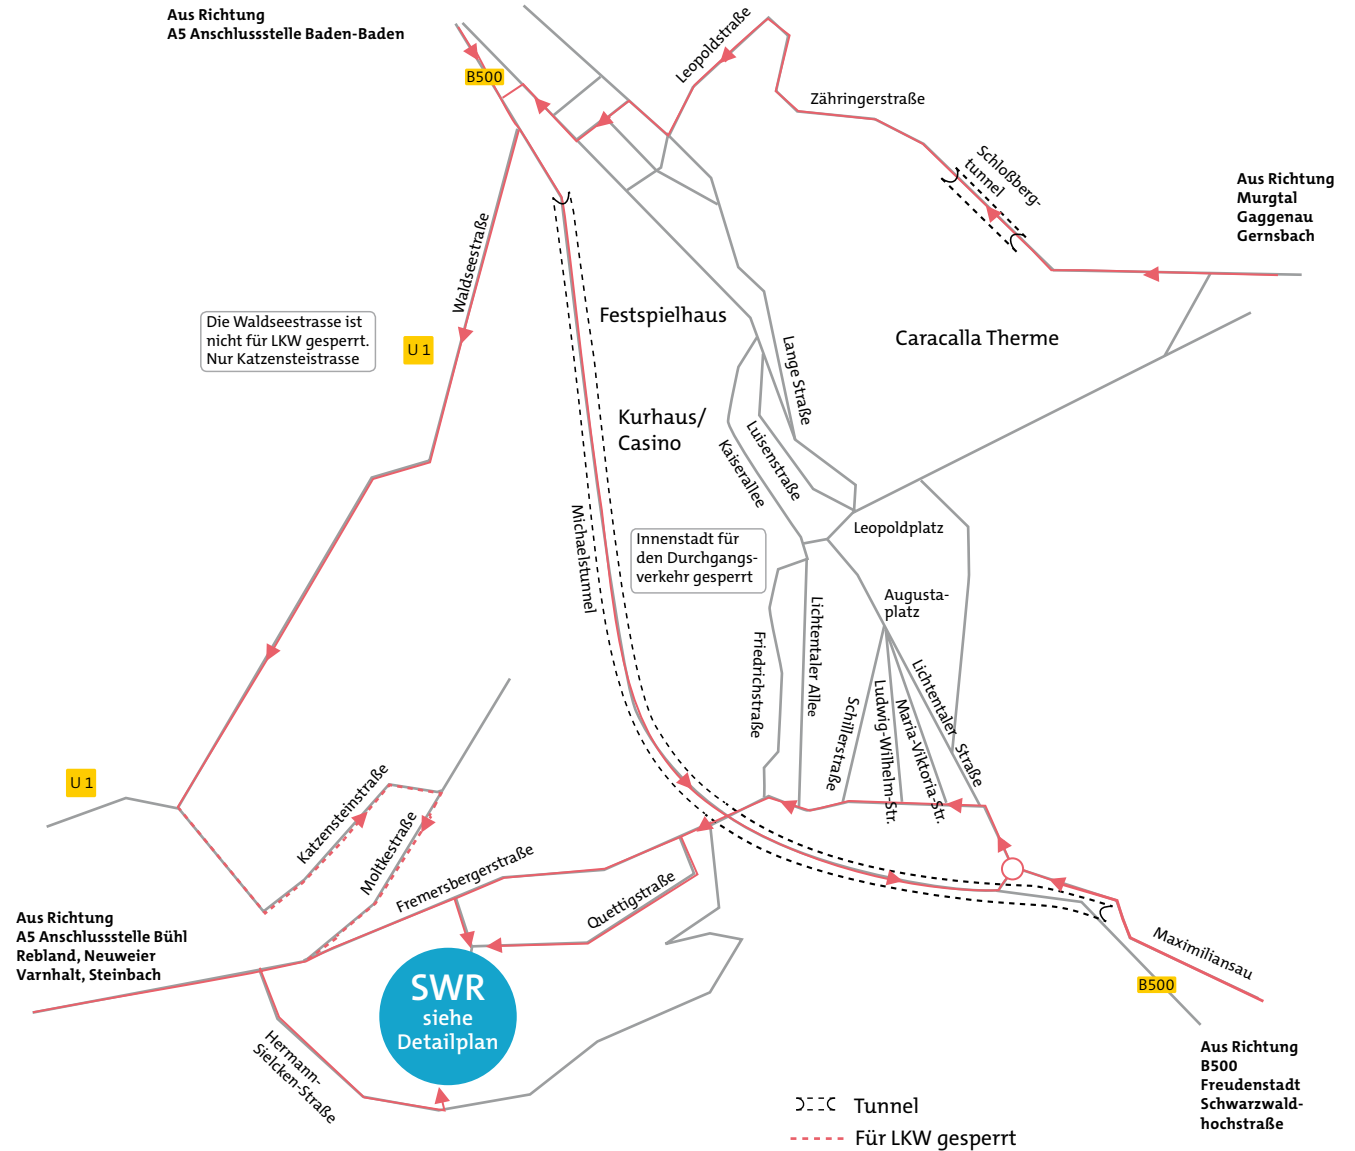 Aus Richtung
A5 Anschlussstelle Baden-Baden
B500
Leopoldstraße
Zähringerstraße
Schloßberg-
tunnel
Aus Richtung
Murgtal
Gaggenau
Gernsbach
Waldseestraße
Die Waldseestrasse ist
nicht für LKW gesperrt.
Nur Katzensteistrasse
U 1
Festspielhaus
Caracalla Therme
Lange Straße
Kurhaus/
Casino
Luisenstraße
Kaiserallee
Michaelstunnel
Innenstadt für
den Durchgangs-
verkehr gesperrt
Leopoldplatz
Augusta-
platz
Friedrichstraße
Lichtentaler Allee
Schillerstraße
Ludwig-Wilhelm-Str.
Maria-Viktoria-Str.
Lichtentaler Straße
U 1
Katzensteinstraße
Moltkestraße
Fremersbergerstraße
Quettigstraße
Aus Richtung
A5 Anschlussstelle Bühl
Rebland, Neuweier
Varnhalt, Steinbach
SWR
siehe
Detailplan
Hermann-
Sielcken-Straße
Maximiliansau
B500
Aus Richtung
B500
Freudenstadt
Schwarzwald-
hochstraße
Tunnel
Für LKW gesperrt